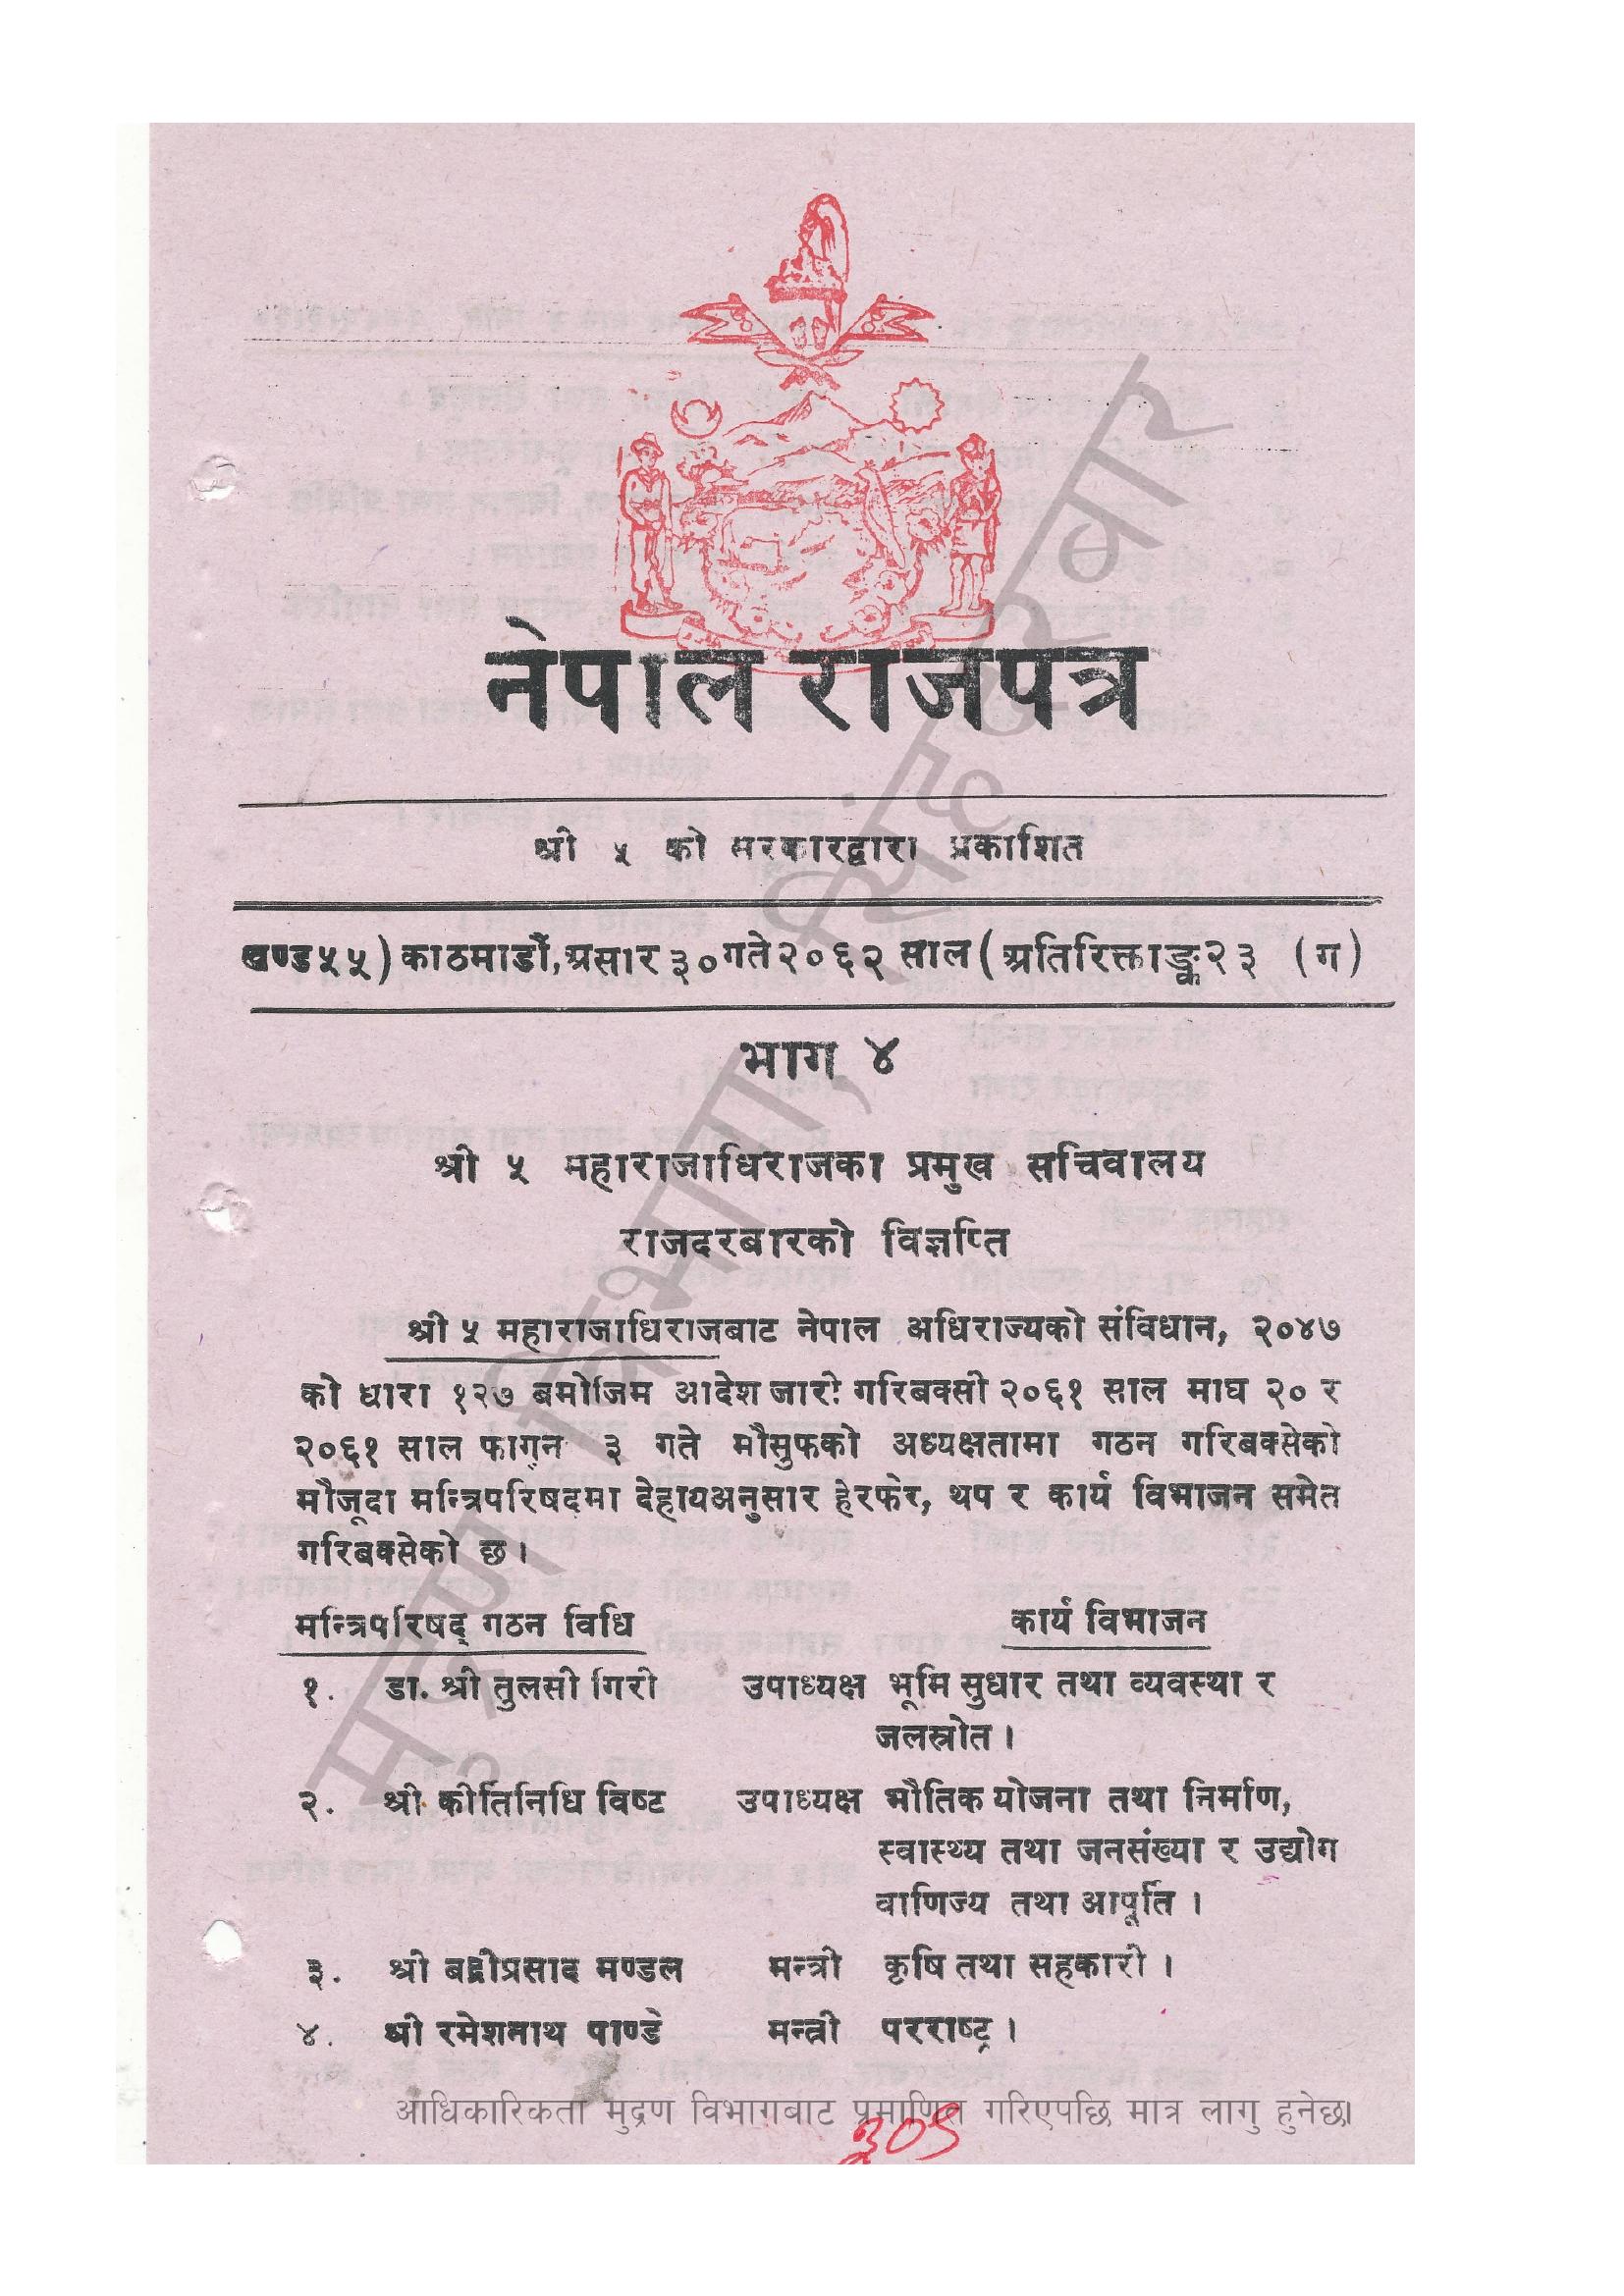 नेपाल राजपत्र
श्री ५ को सरकारद्वारा प्रकाशित
खण्ड ५५) काठमाडौं, असार ३० गते २०६२ साल (अतिरिक्ताङ्क २३ (ग)
भाग ४
श्री ५ महाराजाधिराजका प्रमुख सचिवालय
राजदरबारको विज्ञप्ति
श्री ५ महाराजाधिराजबाट नेपाल अधिराज्यको संविधान, २०४७
को धारा १२७ बमोजिम आदेश जारी गरिबक्सी २०६१ साल माघ २० र
२०६१ साल फागुन ३ गते मौसुफको अध्यक्षतामा गठन गरिबक्सेको
मौजूदा मन्त्रिपरिषदमा देहायअनुसार हेरफेर, थप र कार्य विभाजन समेत
गरिबक्सेको छ ।
मन्त्रिपरिषद् गठन विधि कार्य विभाजन
१. डा. श्री तुलसी गिरी उपाध्यक्ष भूमि सुधार तथा व्यवस्था र
जलस्रोत ।
२. श्री कीर्तिनिधि विष्ट उपाध्यक्ष भौतिक योजना तथा निर्माण,
स्वास्थ्य तथा जनसंख्या र उद्योग
वाणिज्य तथा आपूर्ति ।
३. श्री बद्रीप्रसाद मण्डल मन्त्री कृषि तथा सहकारी ।
४. श्री रमेशनाथ पाण्डे मन्त्री परराष्ट्र ।
मुद्रण विभाग, सिंहदरवार
आधिकारिकता मुद्रण विभागबाट प्रमाणित गरिएपछि मात्र लागु हुनेछ।